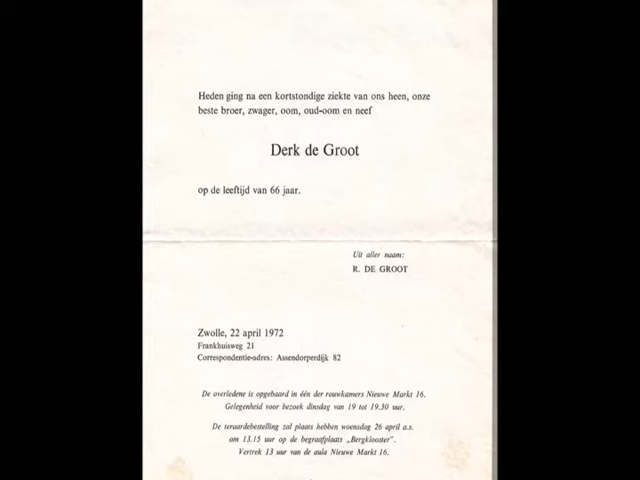 Heden ging na een kortstondige ziekte van ons heen, onze
beste broer, zwager, oom, oud-oom en neef
Derk de Groot
op de leeftijd van 66 jaar.
Uit aller naam:
R. DE GROOT
Zwolle, 22 april 1972
Frankhuisweg 21
Correspondentie-adres: Assendorperdijk 82
De overledene is opgebaard in één der rouwkamers Nieuwe Markt 16.
Gelegenheid voor bezoek dinsdag van 19 tot 19.30 uur.
De teraardebestelling zal plaats hebben woensdag 26 april a.s.
om 13.15 uur op de begraafplaats „Bergklooster".
Vertrek 13 uur van de aula Nieuwe Markt 16.